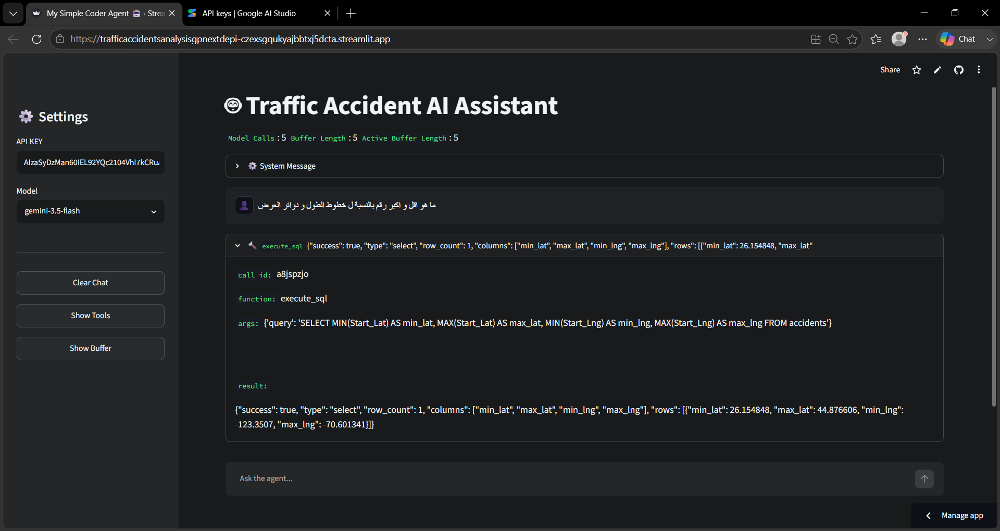 My Simple Coder Agent · Strea
API keys | Google AI Studio
https://trafficaccidentsanalysisgpnextdepi-czexsgqukyajbbtxj5dcta.streamlit.app
Chat
Share
Settings
API KEY
AIzaSyDzMan60IEL92YQc2104VhI7kCRu
Model
gemini-3.5-flash
Clear Chat
Show Tools
Show Buffer
Traffic Accident AI Assistant
Model Calls :5 Buffer Length :5 Active Buffer Length :5
System Message
ما هو اقل و اكبر رقم بالنسبة ل خطوط الطول و دوائر العرض
execute_sql {"success": true, "type": "select", "row_count": 1, "columns": ["min_lat", "max_lat", "min_lng", "max_lng"], "rows": [{"min_lat": 26.154848, "max_lat"
call id: a8jspzjo
function: execute_sql
args: {'query': 'SELECT MIN(Start_Lat) AS min_lat, MAX(Start_Lat) AS max_lat, MIN(Start_Lng) AS min_lng, MAX(Start_Lng) AS max_lng FROM accidents'}
result:
{"success": true, "type": "select", "row_count": 1, "columns": ["min_lat", "max_lat", "min_lng", "max_lng"], "rows": [{"min_lat": 26.154848, "max_lat": 44.876606, "min_lng":
-123.3507, "max_lng": -70.601341}]}
Ask the agent...
Manage app